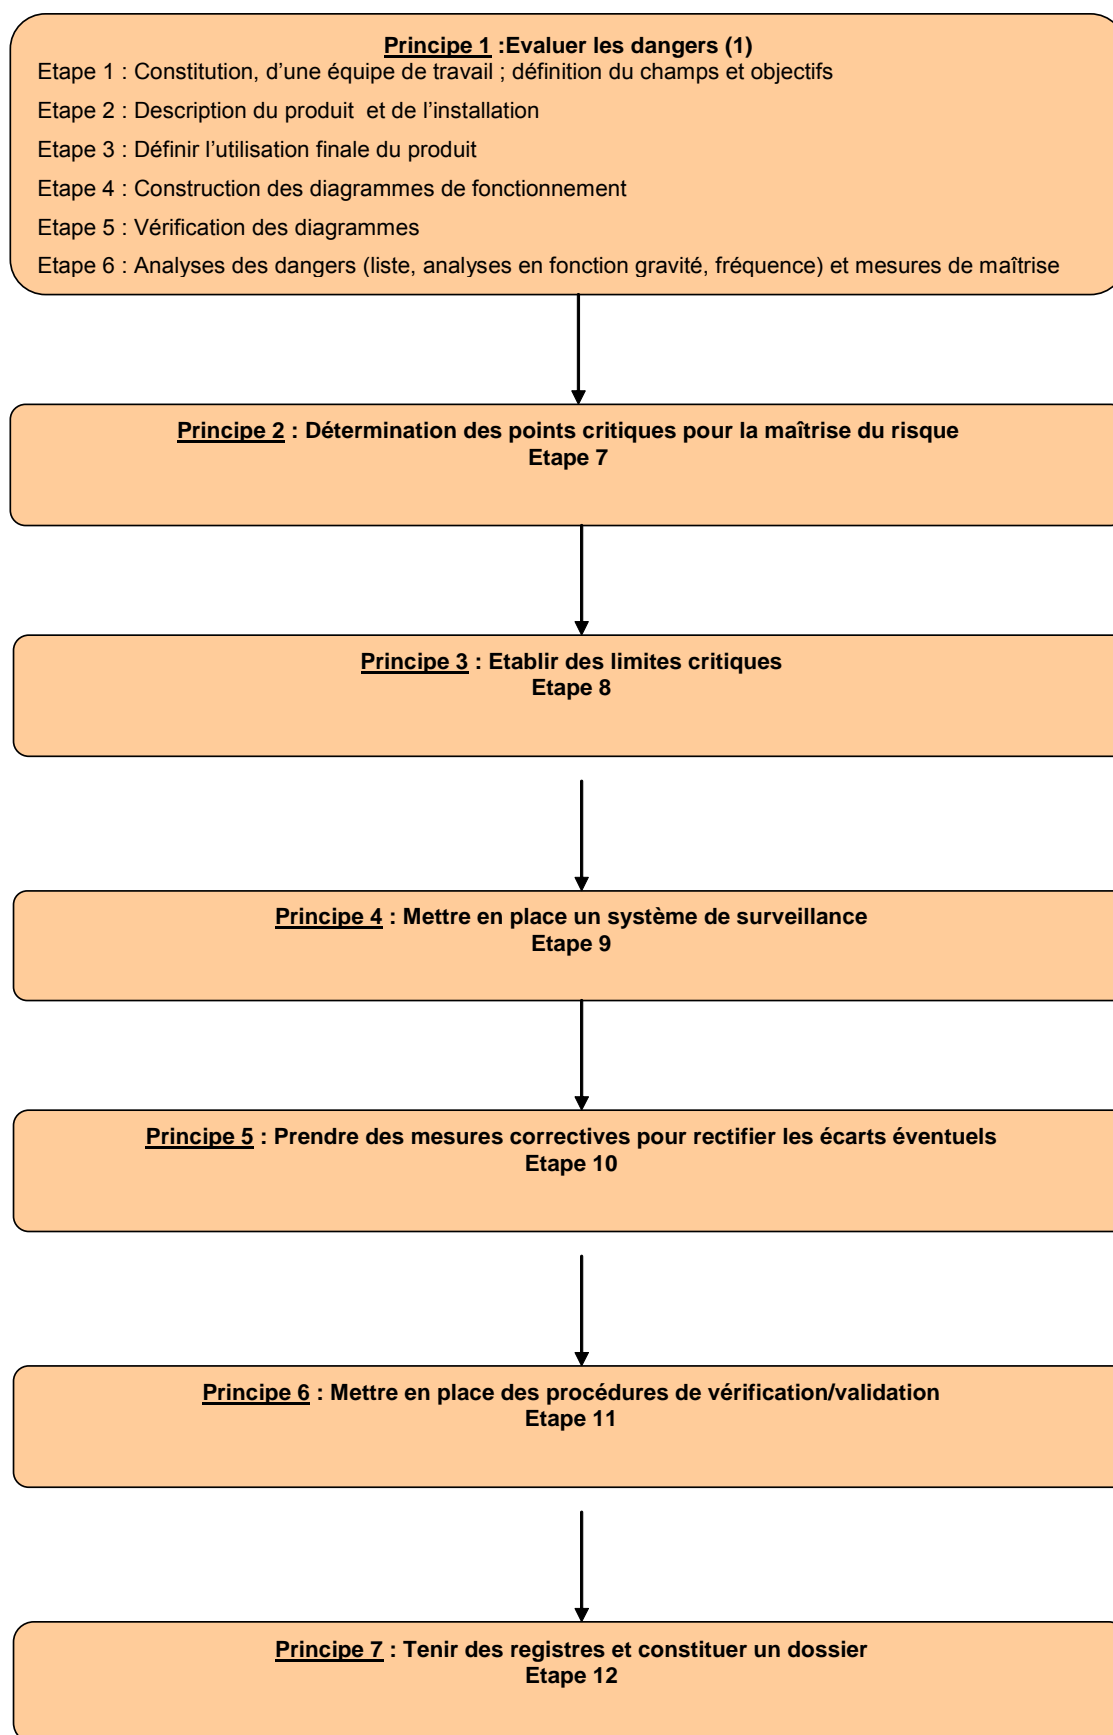 Principe 1 :Evaluer les dangers (1)
Etape 1 : Constitution, d’une équipe de travail ; définition du champs et objectifs
Etape 2 : Description du produit  et de l’installation
Etape 3 : Définir l’utilisation finale du produit
Etape 4 : Construction des diagrammes de fonctionnement
Etape 5 : Vérification des diagrammes
Etape 6 : Analyses des dangers (liste, analyses en fonction gravité, fréquence) et mesures de maîtrise
Principe 2 : Détermination des points critiques pour la maîtrise du risque
Etape 7
Principe 3 : Etablir des limites critiques
Etape 8
Principe 4 : Mettre en place un système de surveillance
Etape 9
Principe 5 : Prendre des mesures correctives pour rectifier les écarts éventuels
Etape 10
Principe 6 : Mettre en place des procédures de vérification/validation
Etape 11
Principe 7 : Tenir des registres et constituer un dossier
Etape 12